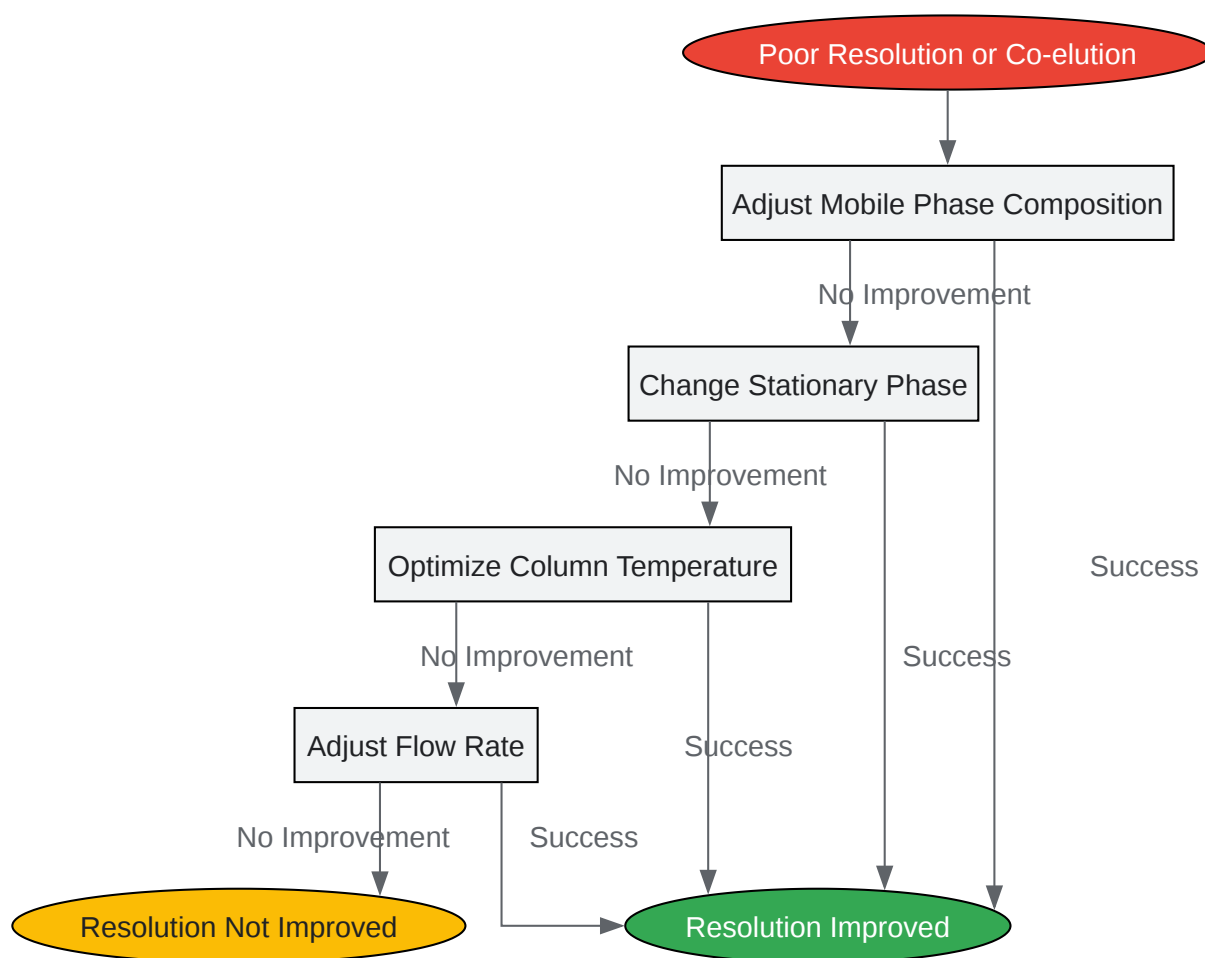 Poor Resolution or Co-elution
Adjust Mobile Phase Composition
No Improvement
Change Stationary Phase
No Improvement
Optimize Column Temperature
Success
No Improvement
Success
Adjust Flow Rate
Success
No Improvement
Success
Resolution Not Improved
Resolution Improved